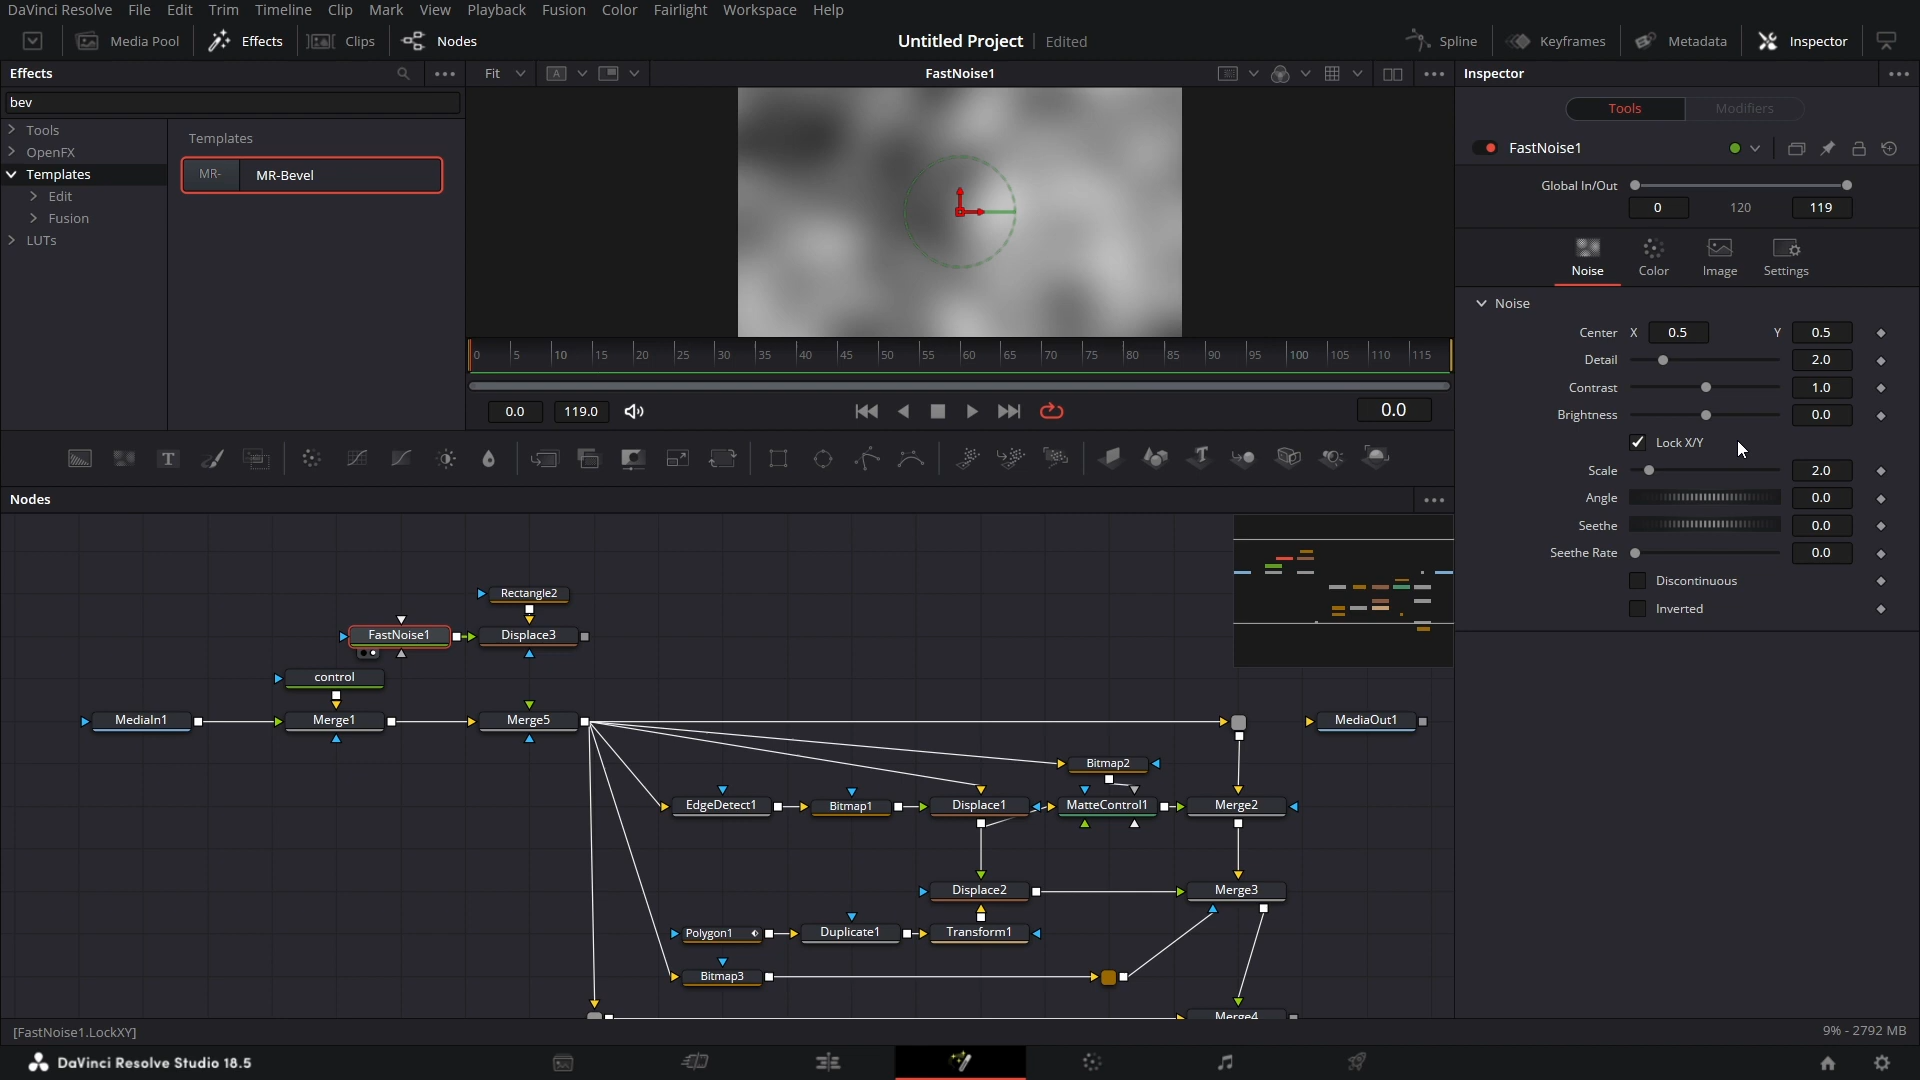 DaVinci Resolve File Edit Trim Timeline Clip Mark View Playback Fusion Color Fairlight Workspace Help
Media Pool Effects Clips Nodes Untitled Project Edited Spline Keyframes Metadata Inspector
Effects Fit A FastNoise1 Inspector
bev
Tools
OpenFX
Templates
Edit
Fusion
LUTs
Templates
MR- MR-Bevel
0 5 10 15 20 25 30 35 40 45 50 55 60 65 70 75 80 85 90 95 100 105 110 115
0.0 119.0 0.0
Tools Modifiers
FastNoise1
Global In/Out
0 120 119
Noise Color Image Settings
Noise
Center X 0.5 Y 0.5
Detail 2.0
Contrast 1.0
Brightness 0.0
Lock X/Y
Scale 2.0
Angle 0.0
Seethe 0.0
Seethe Rate 0.0
Discontinuous
Inverted
T
Nodes
Rectangle2
FastNoise1 Displace3
control
MediaIn1 Merge1 Merge5 MediaOut1
Bitmap2
EdgeDetect1 Bitmap1 Displace1 MatteControl1 Merge2
Displace2 Merge3
Polygon1 Duplicate1 Transform1
Bitmap3
Merge4
[FastNoise1.LockXY] 9% - 2792 MB
DaVinci Resolve Studio 18.5